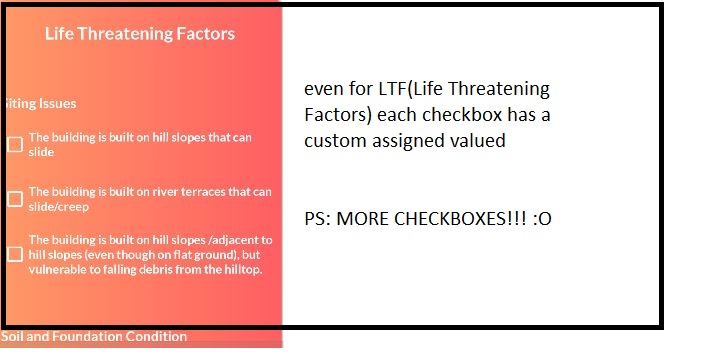 Life Threatening Factors
Siting Issues
The building is built on hill slopes that can
slide
The building is built on river terraces that can
slide/creep
The building is built on hill slopes /adjacent to
hill slopes (even though on flat ground), but
vulnerable to falling debris from the hilltop.
Soil and Foundation Condition
even for LTF(Life Threatening
Factors) each checkbox has a
custom assigned valued
PS: MORE CHECKBOXES!!! :O